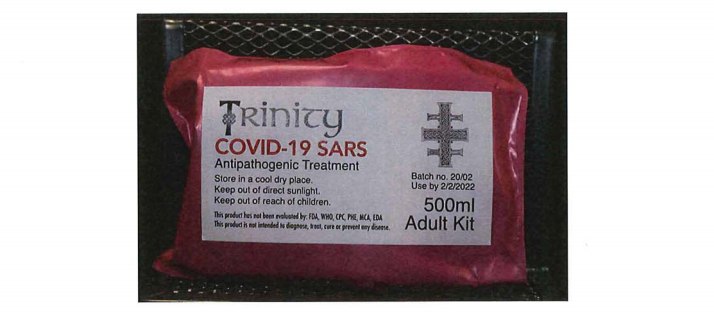 Trinity
COVID-19 SARS
Antipathogenic Treatment
Store in a cool dry place.
Keep out of direct sunlight.
Keep out of reach of children.
This product has not been evaluated by: FDA, WHO, CPC, PHE, MCA, EDA
This product is not intended to diagnose, treat, cure or prevent any disease.
Batch no. 20/02
Use by 2/2/2022
500ml
Adult Kit